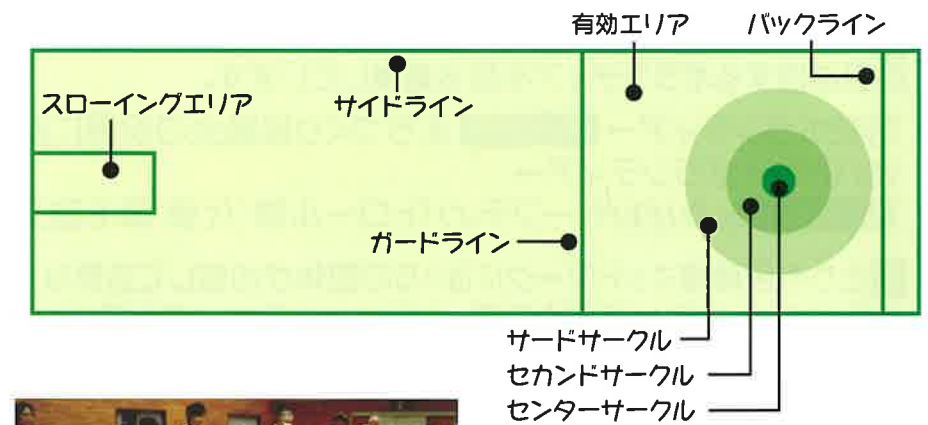 有効エリア バックライン
スローイングエリア サイドライン
ガードライン
サードサークル
セカンドサークル
センターサークル